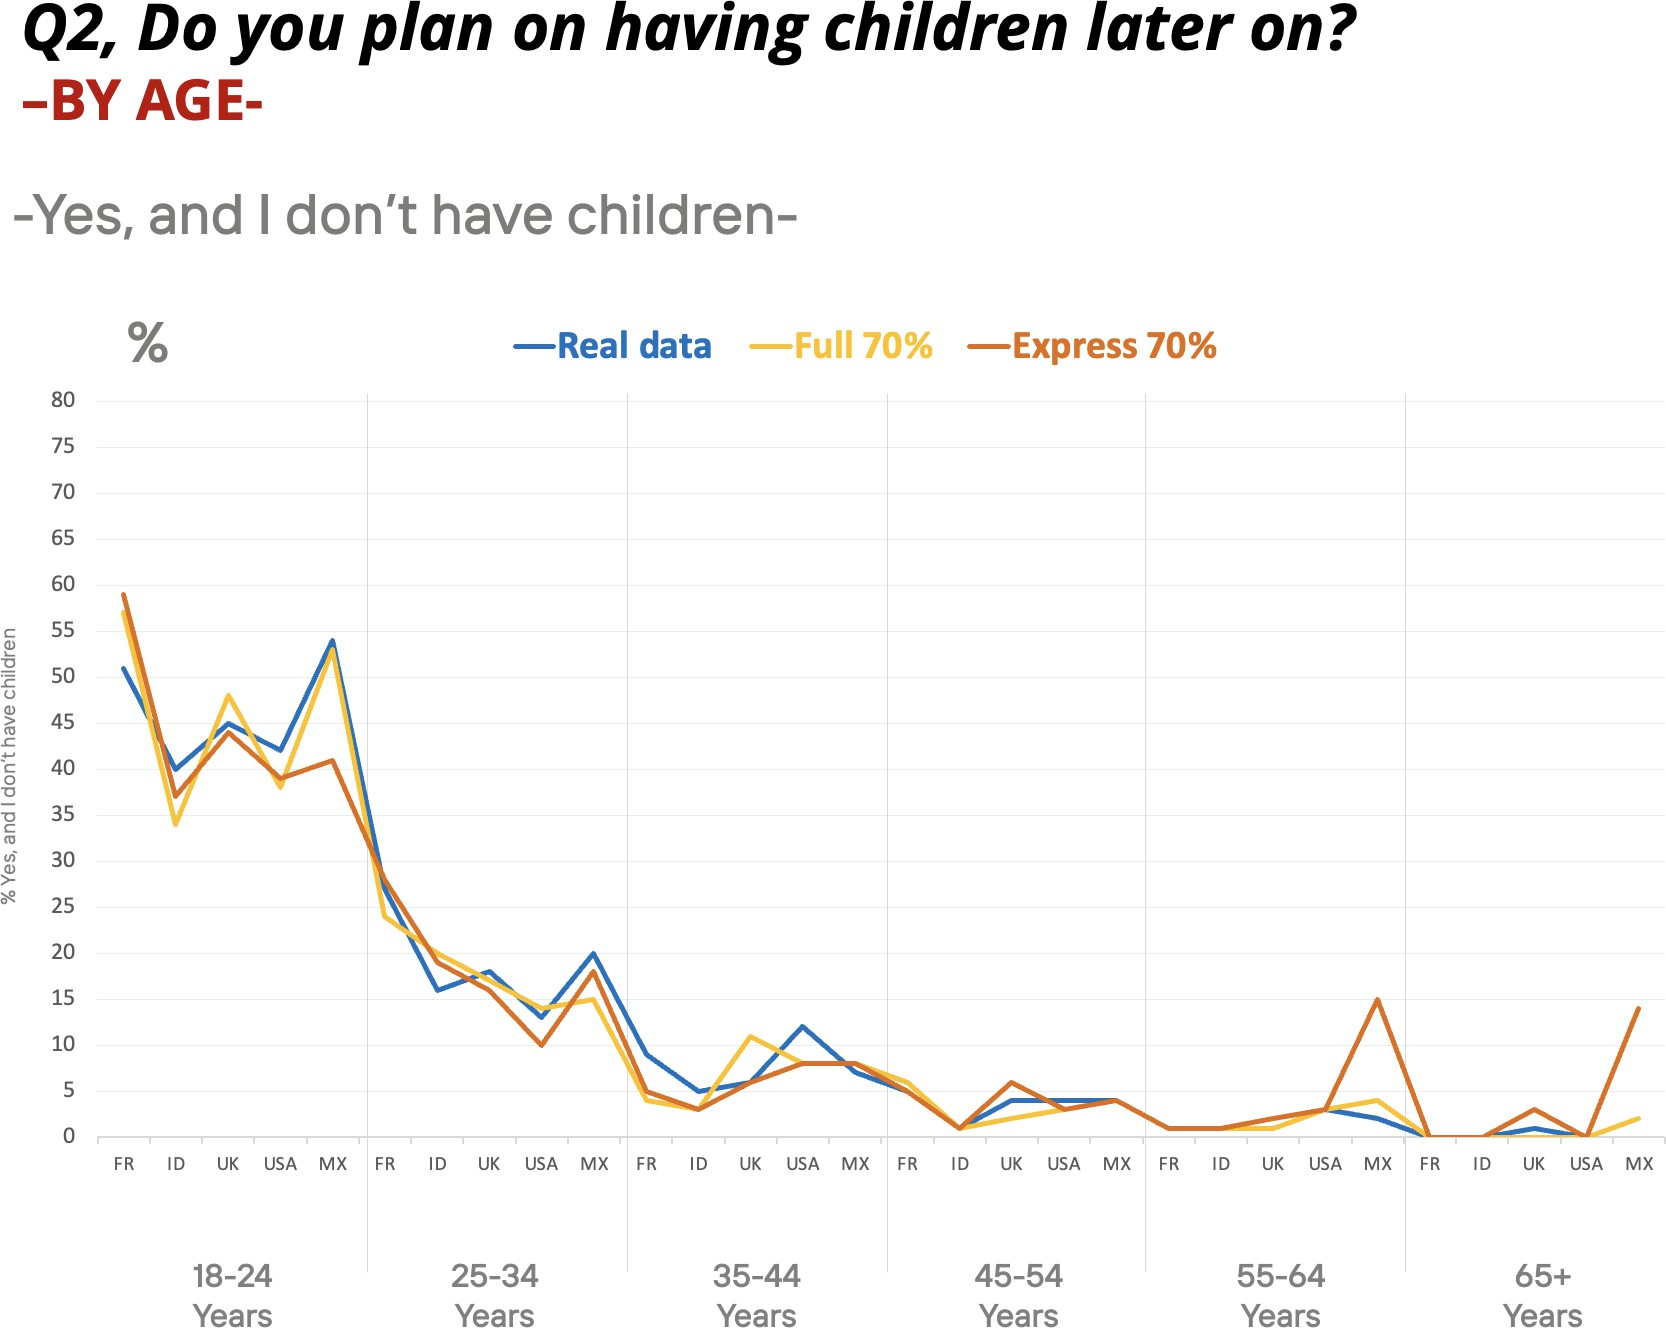 Q2, Do you plan on having children later on?
–BY AGE-
-Yes, and I don’t have children-
%
Real data
Full 70%
Express 70%
% Yes, and I don't have children
80
75
70
65
60
55
50
45
40
35
30
25
20
15
10
5
0
FR ID UK USA MX FR ID UK USA MX FR ID UK USA MX FR ID UK USA MX FR ID UK USA MX FR ID UK USA MX
18-24 25-34 35-44 45-54 55-64 65+
Years Years Years Years Years Years